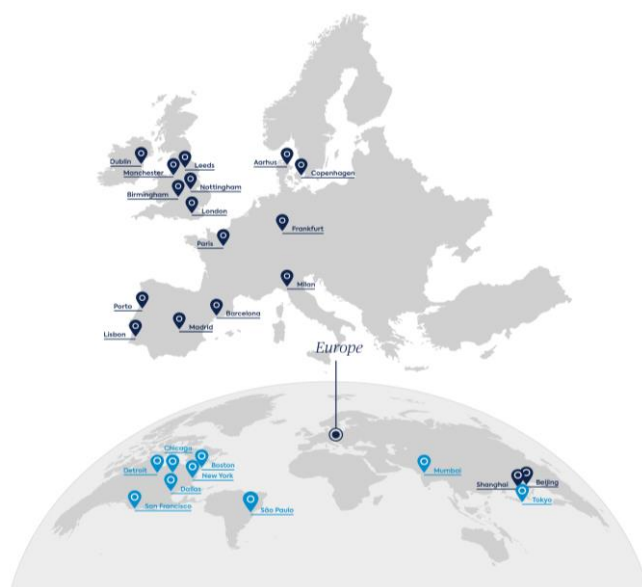 Dublin
Leeds
Manchester
Nottingham
Birmingham
London
Aarhus
Copenhagen
Frankfurt
Paris
Milan
Porto
Barcelona
Lisbon
Madrid
Europe
Chicago
Detroit
Boston
New York
Dallas
San Francisco
São Paulo
Mumbai
Shanghai
Beijing
Tokyo